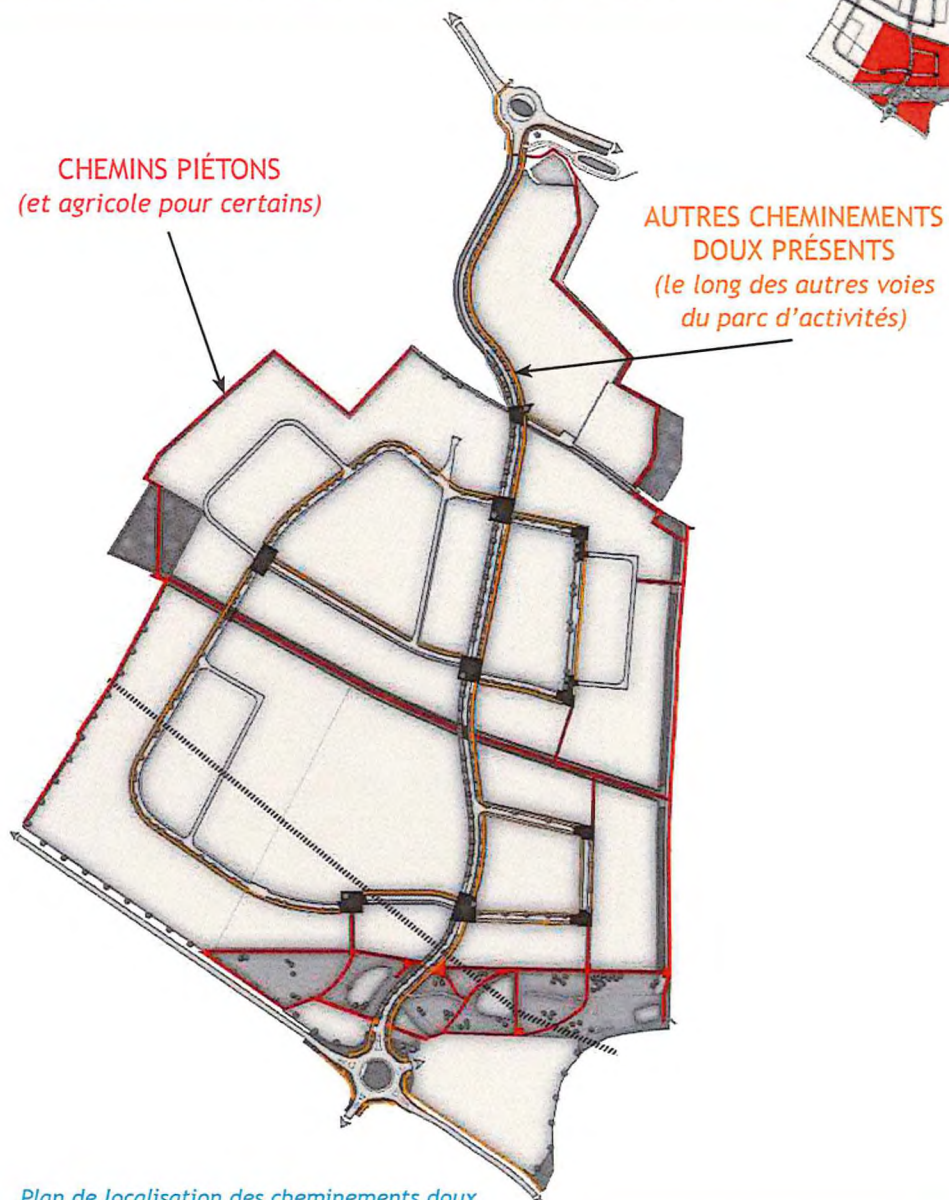 CHEMINS PIÉTONS
(et agricole pour certains)
AUTRES CHEMINEMENTS
DOUX PRÉSENTS
(le long des autres voies
du parc d'activités)
Plan de localisation des cheminements doux